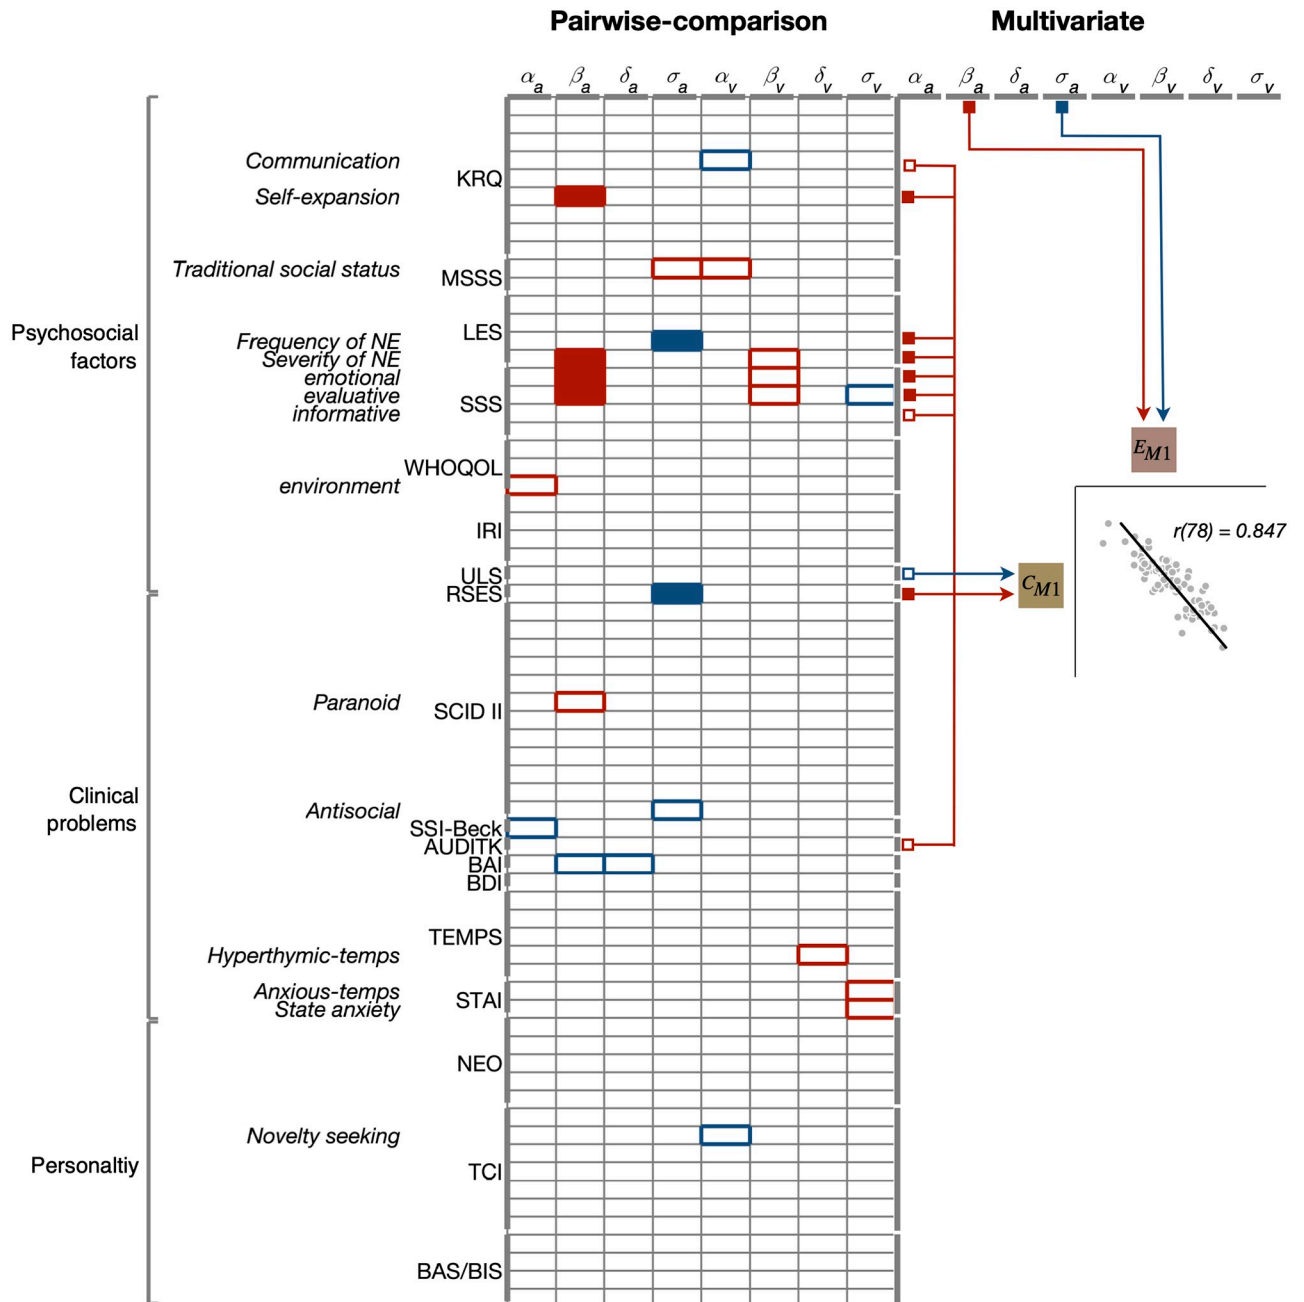 Pairwise-comparison Multivariate
αa βa δa σa αv βv δv σv αa βa δa σa αv βv δv σv
Communication
KRQ
Self-expansion
Traditional social status
MSSS
Psychosocial
factors
LES
Frequency of NE
Severity of NE
emotional
evaluative
SSS
informative
EM1
WHOQOL
environment
IRI
r(78) = 0.847
ULS
RSES
CM1
Paranoid
SCID II
Clinical
problems
Antisocial
SSI-Beck
AUDITK
BAI
BDI
TEMPS
Hyperthymic-temps
Anxious-temps
STAI
State anxiety
NEO
Novelty seeking
Personaltiy
TCI
BAS/BIS